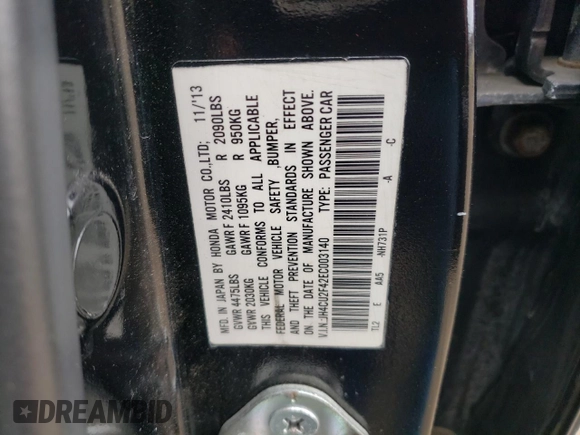 MFD. IN JAPAN BY HONDA MOTOR CO.,LTD; 11/'13
GVWR 4475LBS GAWR F 2410LBS R 2090LBS
GVWR 2030KG GAWR F 1095KG R 950KG
THIS VEHICLE CONFORMS TO ALL APPLICABLE
FEDERAL MOTOR VEHICLE SAFETY ,BUMPER,
AND THEFT PREVENTION STANDARDS IN EFFECT
ON THE DATE OF MANUFACTURE SHOWN ABOVE.
V.I.N. JH4CU2F42EC003140 TYPE: PASSENGER CAR
E AA5 -NH731P -A -C
DREAMBID